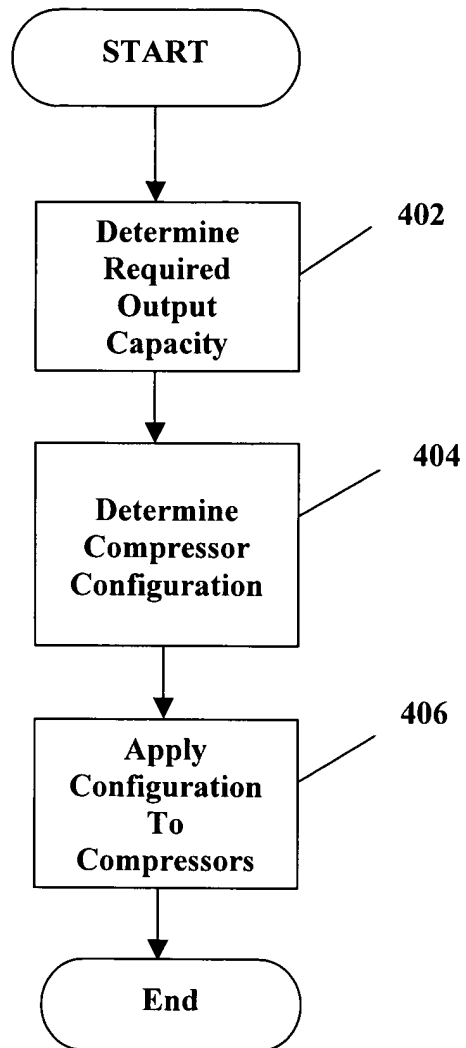 START
402
Determine
Required
Output
Capacity
404
Determine
Compressor
Configuration
406
Apply
Configuration
To
Compressors
End